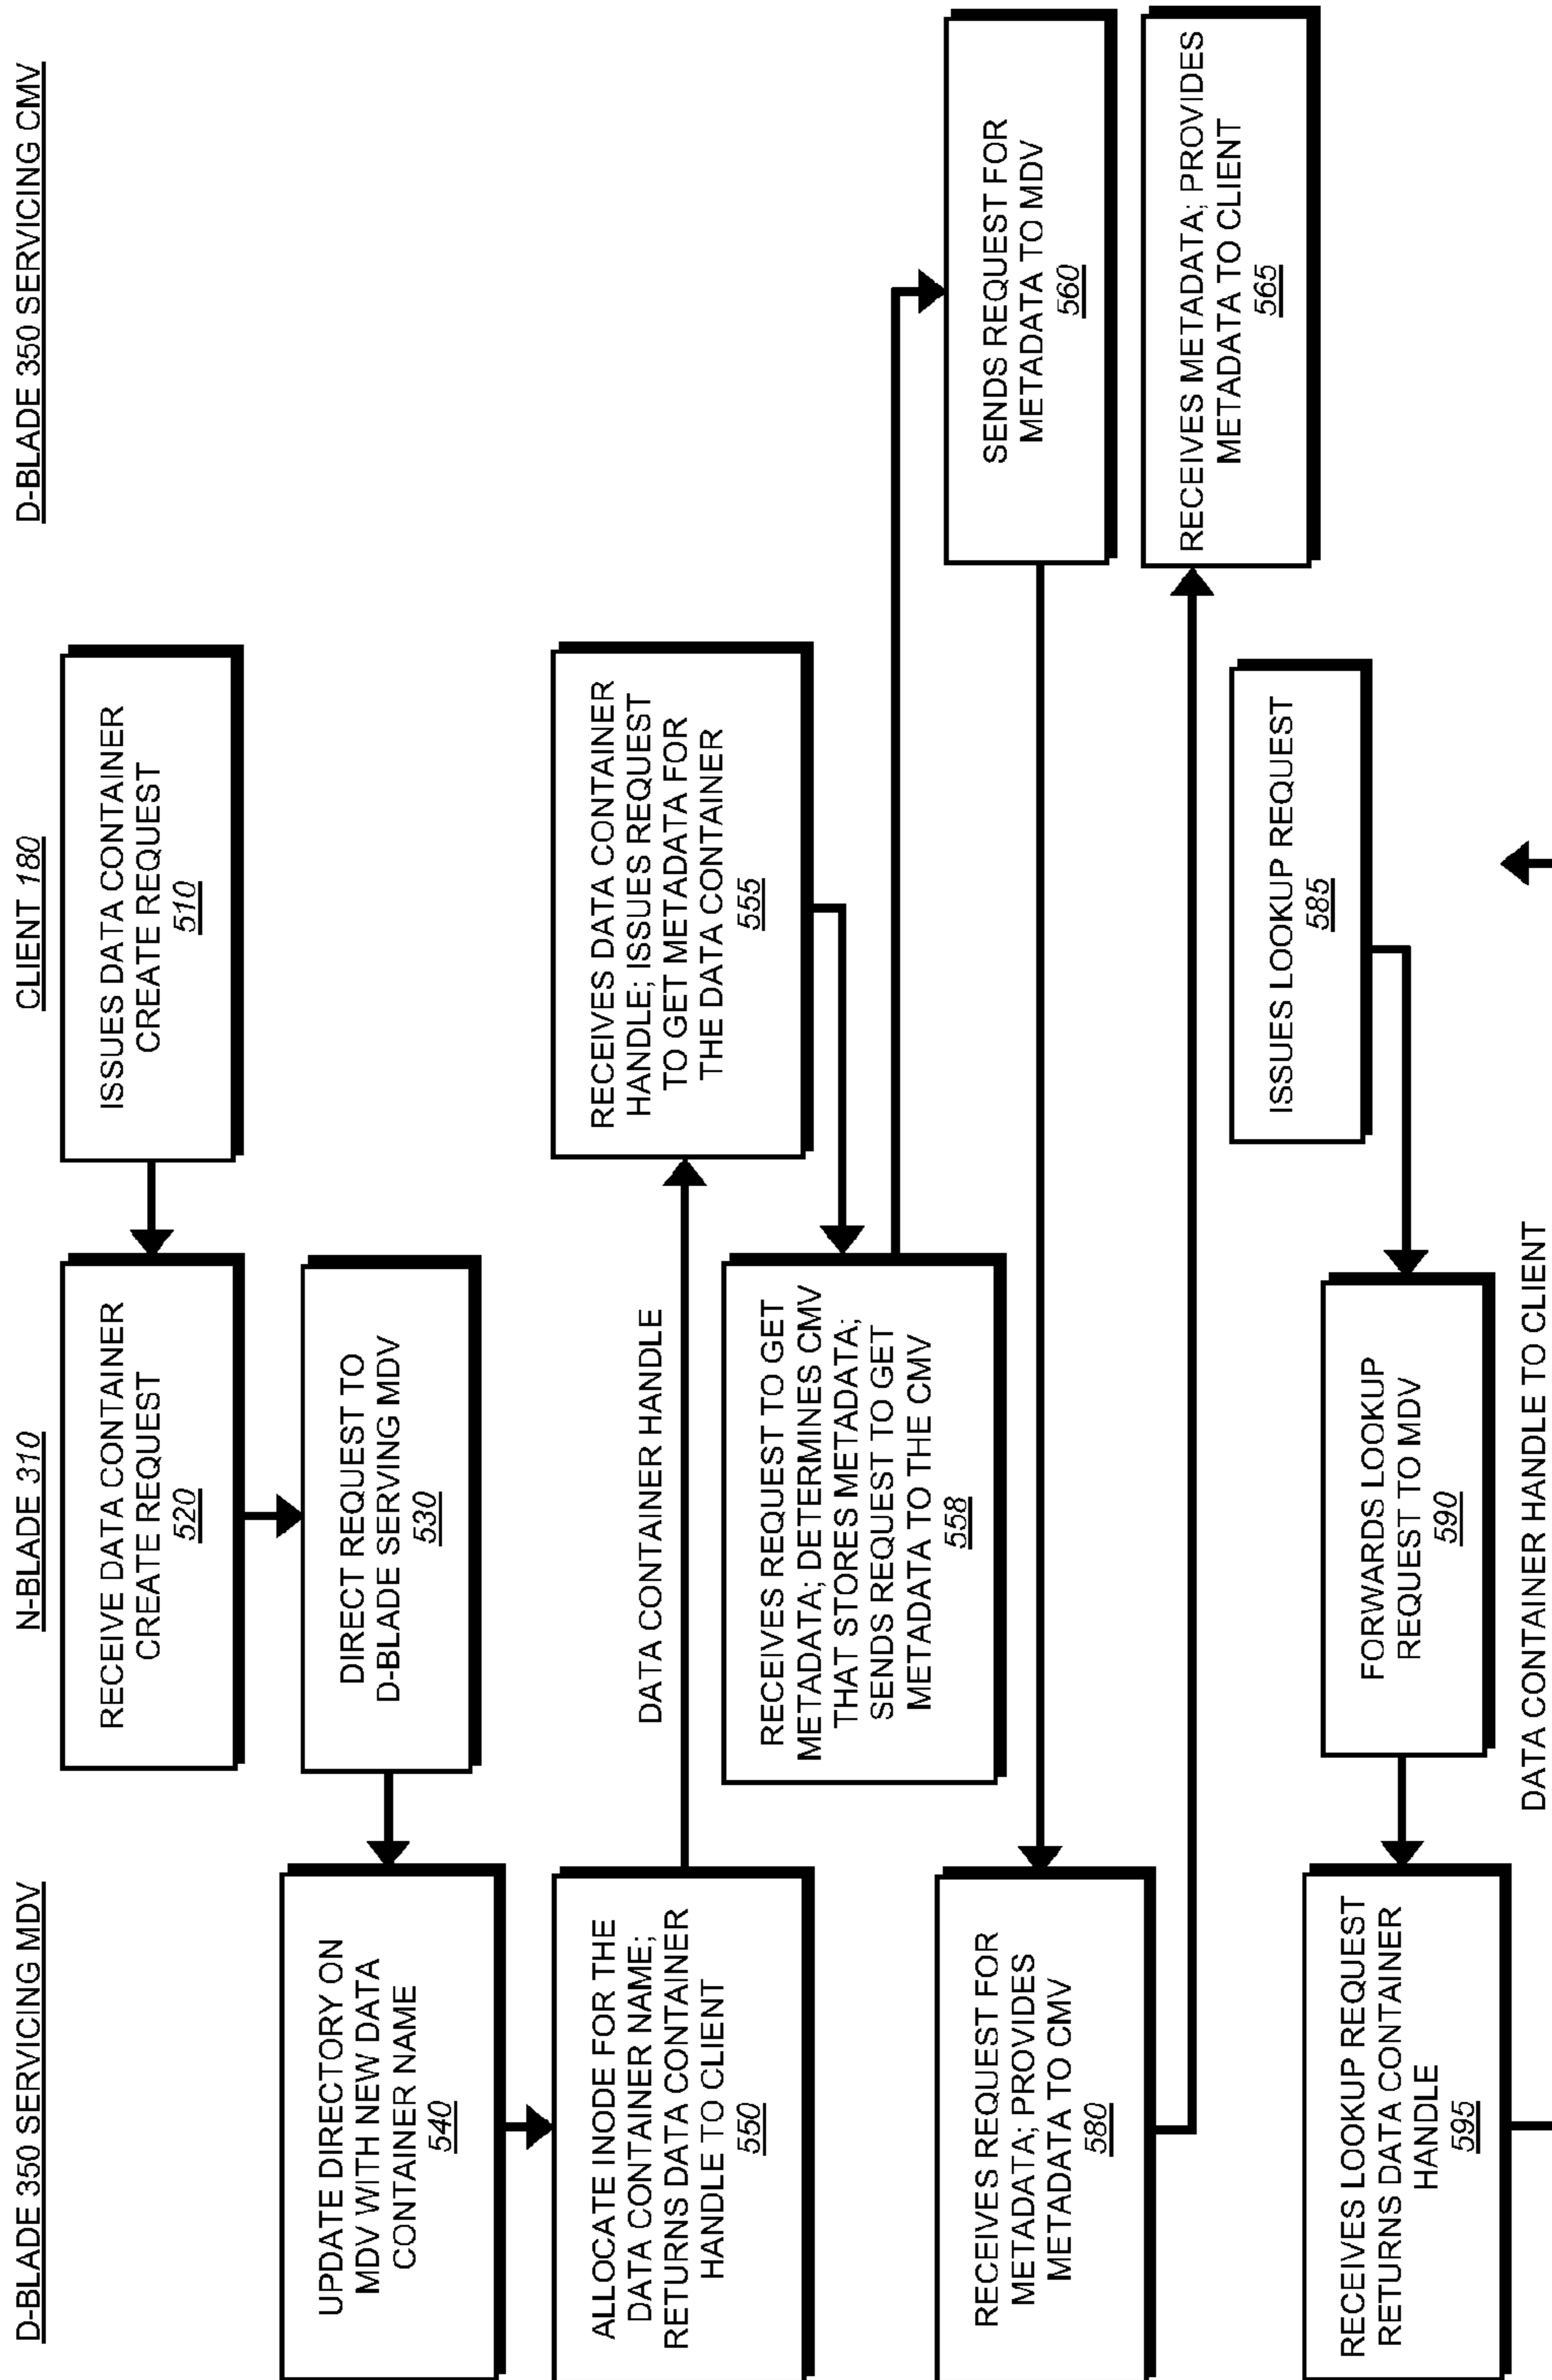 D-BLADE 350 SERVICING MDV
N-BLADE 310
CLIENT 180
D-BLADE 350 SERVICING CMV
ISSUES DATA CONTAINER
CREATE REQUEST
510
RECEIVE DATA CONTAINER
CREATE REQUEST
520
DIRECT REQUEST TO
D-BLADE SERVING MDV
530
UPDATE DIRECTORY ON
MDV WITH NEW DATA
CONTAINER NAME
540
ALLOCATE INODE FOR THE
DATA CONTAINER NAME;
RETURNS DATA CONTAINER
HANDLE TO CLIENT
550
DATA CONTAINER HANDLE
RECEIVES DATA CONTAINER
HANDLE; ISSUES REQUEST
TO GET METADATA FOR
THE DATA CONTAINER
555
RECEIVES REQUEST TO GET
METADATA; DETERMINES CMV
THAT STORES METADATA;
SENDS REQUEST TO GET
METADATA TO THE CMV
558
SENDS REQUEST FOR
METADATA TO MDV
560
RECEIVES REQUEST FOR
METADATA; PROVIDES
METADATA TO CMV
580
RECEIVES METADATA; PROVIDES
METADATA TO CLIENT
565
ISSUES LOOKUP REQUEST
585
FORWARDS LOOKUP
REQUEST TO MDV
590
RECEIVES LOOKUP REQUEST
RETURNS DATA CONTAINER
HANDLE
595
DATA CONTAINER HANDLE TO CLIENT